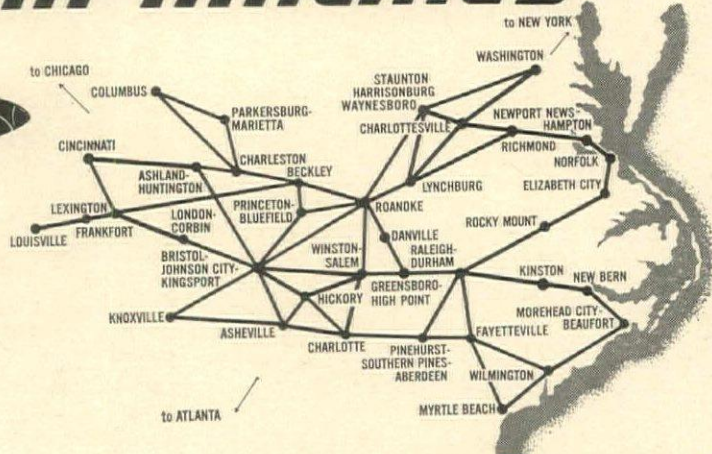 to NEW YORK
WASHINGTON
to CHICAGO
COLUMBUS
STAUNTON
HARRISONBURG
WAYNESBORO
PARKERSBURG-
MARIETTA
NEWPORT NEWS-
HAMPTON
CHARLOTTESVILLE
RICHMOND
CINCINNATI
NORFOLK
CHARLESTON
BECKLEY
ASHLAND-
HUNTINGTON
LYNCHBURG
ELIZABETH CITY
LEXINGTON
FRANKFORT
LOUISVILLE
LONDON-
CORBIN
PRINCETON-
BLUEFIELD
ROANOKE
ROCKY MOUNT
DANVILLE
BRISTOL-
JOHNSON CITY-
KINGSPORT
WINSTON-
SALEM
RALEIGH-
DURHAM
GREENSBORO-
HIGH POINT
KINSTON
NEW BERN
HICKORY
MOREHEAD CITY-
BEAUFORT
KNOXVILLE
ASHEVILLE
CHARLOTTE
FAYETTEVILLE
PINEHURST-
SOUTHERN PINES-
ABERDEEN
WILMINGTON
to ATLANTA
MYRTLE BEACH